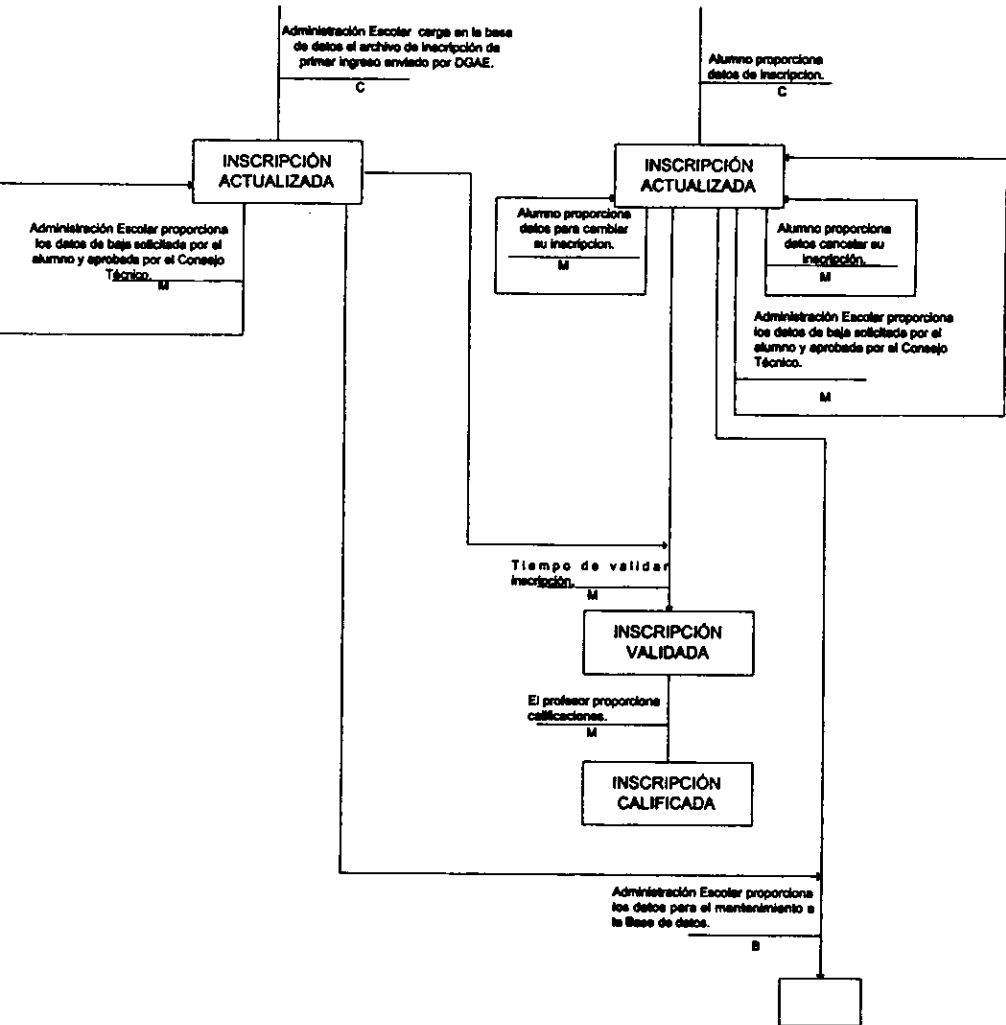 Administración Escolar carga en la base
de datos el archivo de inscripción de
primer ingreso enviado por DGAE.
C
INSCRIPCIÓN
ACTUALIZADA
Administración Escolar proporciona
los datos de baja solicitada por el
alumno y aprobada por el Consejo
Técnico.
M
Alumno proporciona
datos de inscripcion.
C
INSCRIPCIÓN
ACTUALIZADA
Alumno proporciona
datos para cambiar
su inscripcion.
M
Alumno proporciona
datos cancelar su
inscripción.
M
Administración Escolar proporciona
los datos de baja solicitada por el
alumno y aprobada por el Consejo
Técnico.
M
Tiempo de validar
inscripción.
M
INSCRIPCIÓN
VALIDADA
El profesor proporciona
calificaciones.
M
INSCRIPCIÓN
CALIFICADA
Administración Escolar proporciona
los datos para el mantenimiento a
la Base de datos.
B